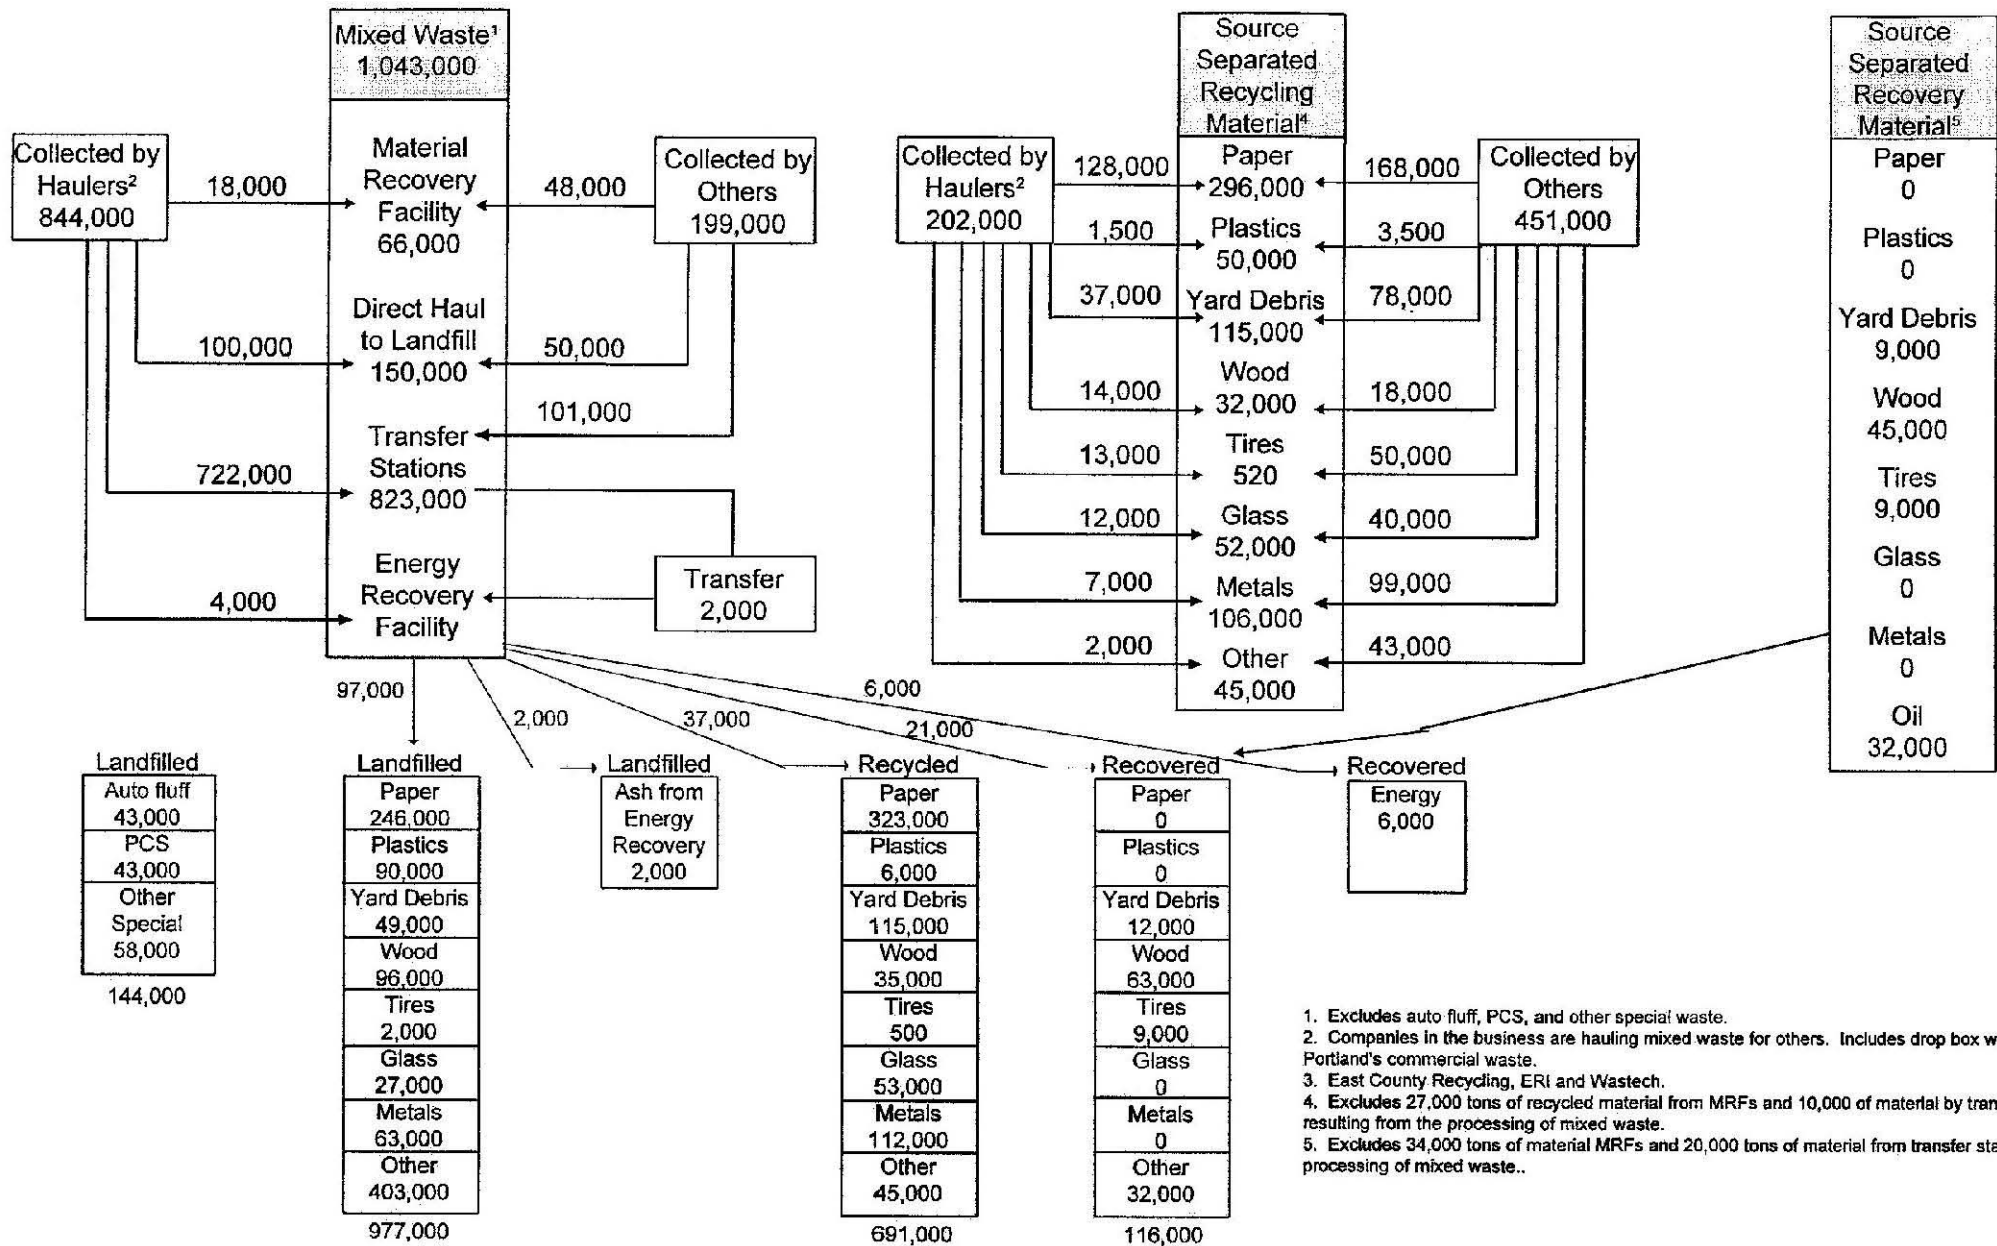 Mixed Waste¹
1,043,000
Collected by
Haulers²
844,000
18,000
100,000
722,000
4,000
Material
Recovery
Facility
66,000
Direct Haul
to Landfill
150,000
Transfer
Stations
823,000
Energy
Recovery
Facility
48,000
50,000
101,000
Collected by
Others
199,000
Transfer
2,000
Source
Separated
Recycling
Material⁴
Collected by
Haulers²
202,000
128,000
1,500
37,000
14,000
13,000
12,000
7,000
2,000
Paper
296,000
Plastics
50,000
Yard Debris
115,000
Wood
32,000
Tires
520
Glass
52,000
Metals
106,000
Other
45,000
168,000
3,500
78,000
18,000
50,000
40,000
99,000
43,000
Collected by
Others
451,000
Source
Separated
Recovery
Material⁵
Paper
0
Plastics
0
Yard Debris
9,000
Wood
45,000
Tires
9,000
Glass
0
Metals
0
Oil
32,000
97,000
2,000
37,000
21,000
6,000
Landfilled
Auto fluff
43,000
PCS
43,000
Other
Special
58,000
144,000
Landfilled
Paper
246,000
Plastics
90,000
Yard Debris
49,000
Wood
96,000
Tires
2,000
Glass
27,000
Metals
63,000
Other
403,000
977,000
Landfilled
Ash from
Energy
Recovery
2,000
Recycled
Paper
323,000
Plastics
6,000
Yard Debris
115,000
Wood
35,000
Tires
500
Glass
53,000
Metals
112,000
Other
45,000
691,000
Recovered
Paper
0
Plastics
0
Yard Debris
12,000
Wood
63,000
Tires
9,000
Glass
0
Metals
0
Other
32,000
116,000
Recovered
Energy
6,000
1. Excludes auto fluff, PCS, and other special waste.
2. Companies in the business are hauling mixed waste for others. Includes drop box w
Portland's commercial waste.
3. East County Recycling, ERI and Wastech.
4. Excludes 27,000 tons of recycled material from MRFs and 10,000 of material by tran
resulting from the processing of mixed waste.
5. Excludes 34,000 tons of material MRFs and 20,000 tons of material from transfer sta
processing of mixed waste..